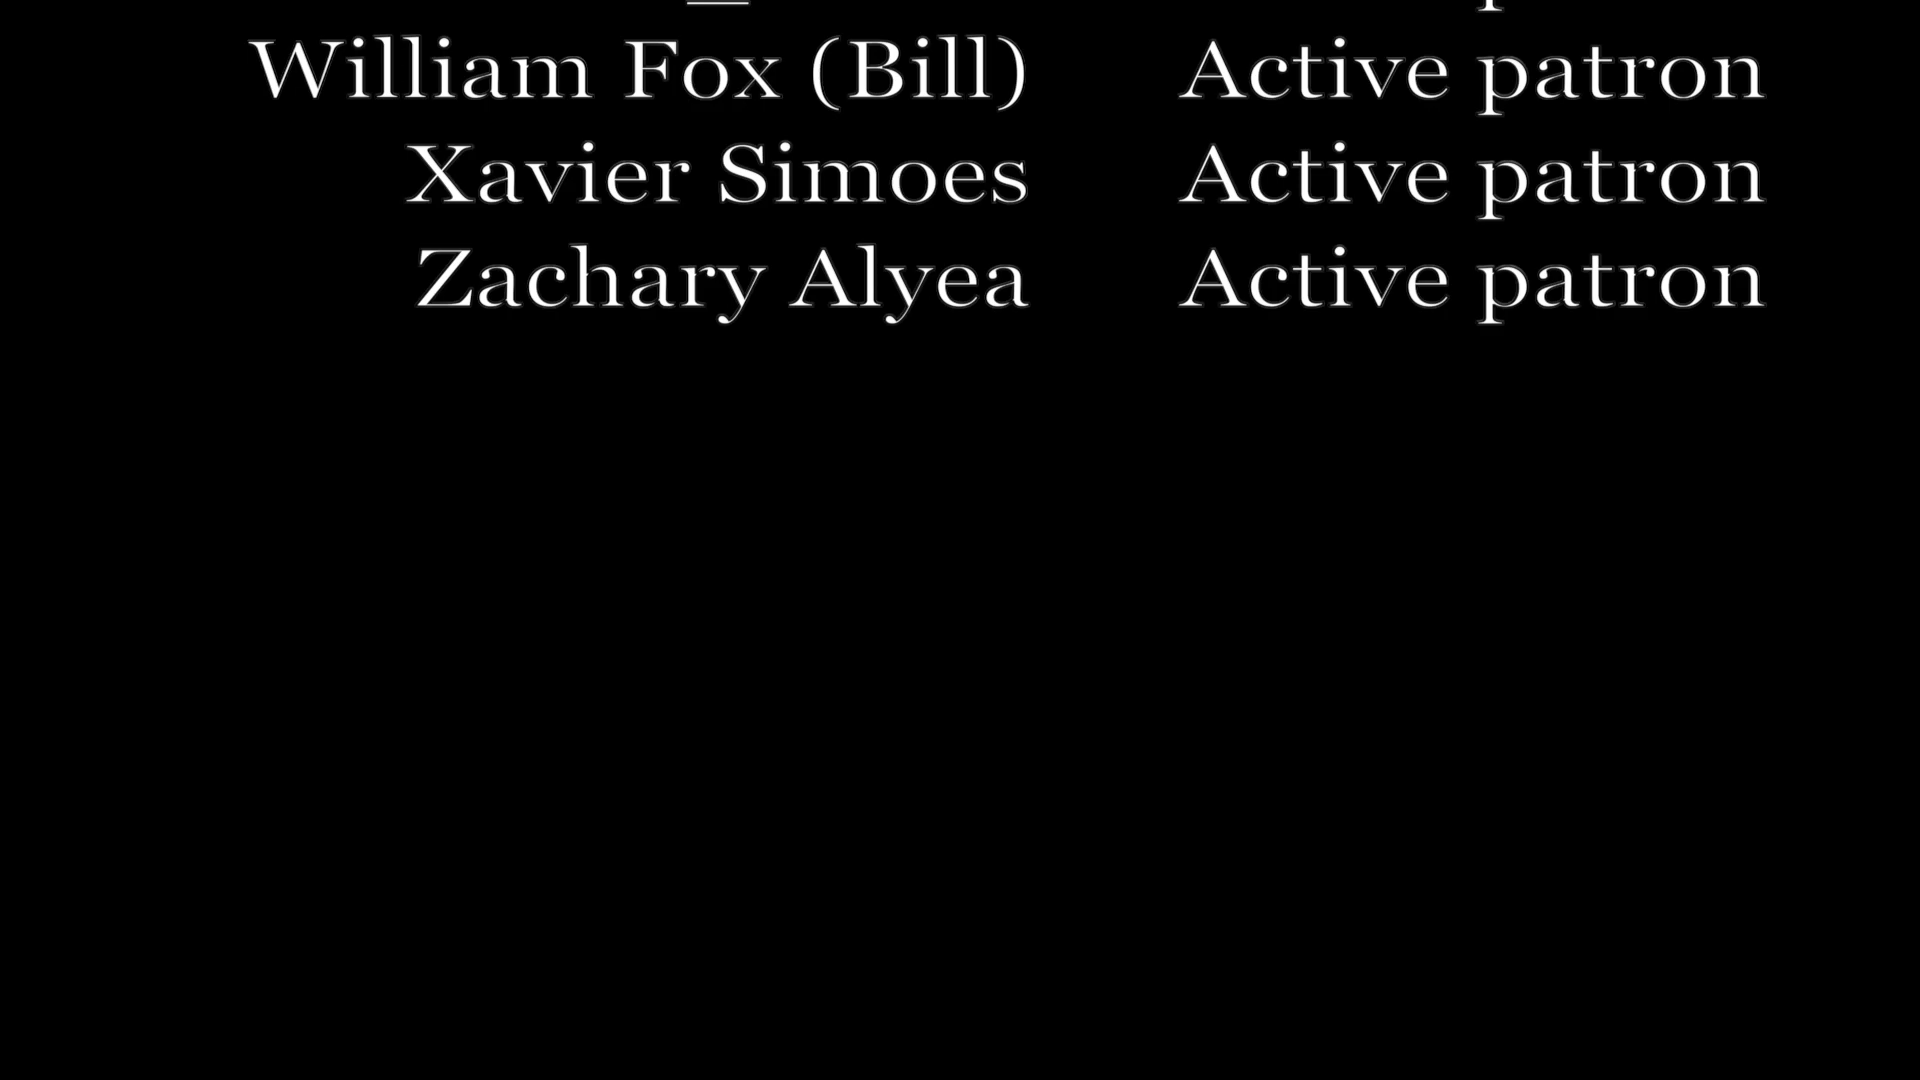 William Fox (Bill) Active patron
Xavier Simoes Active patron
Zachary Alyea Active patron